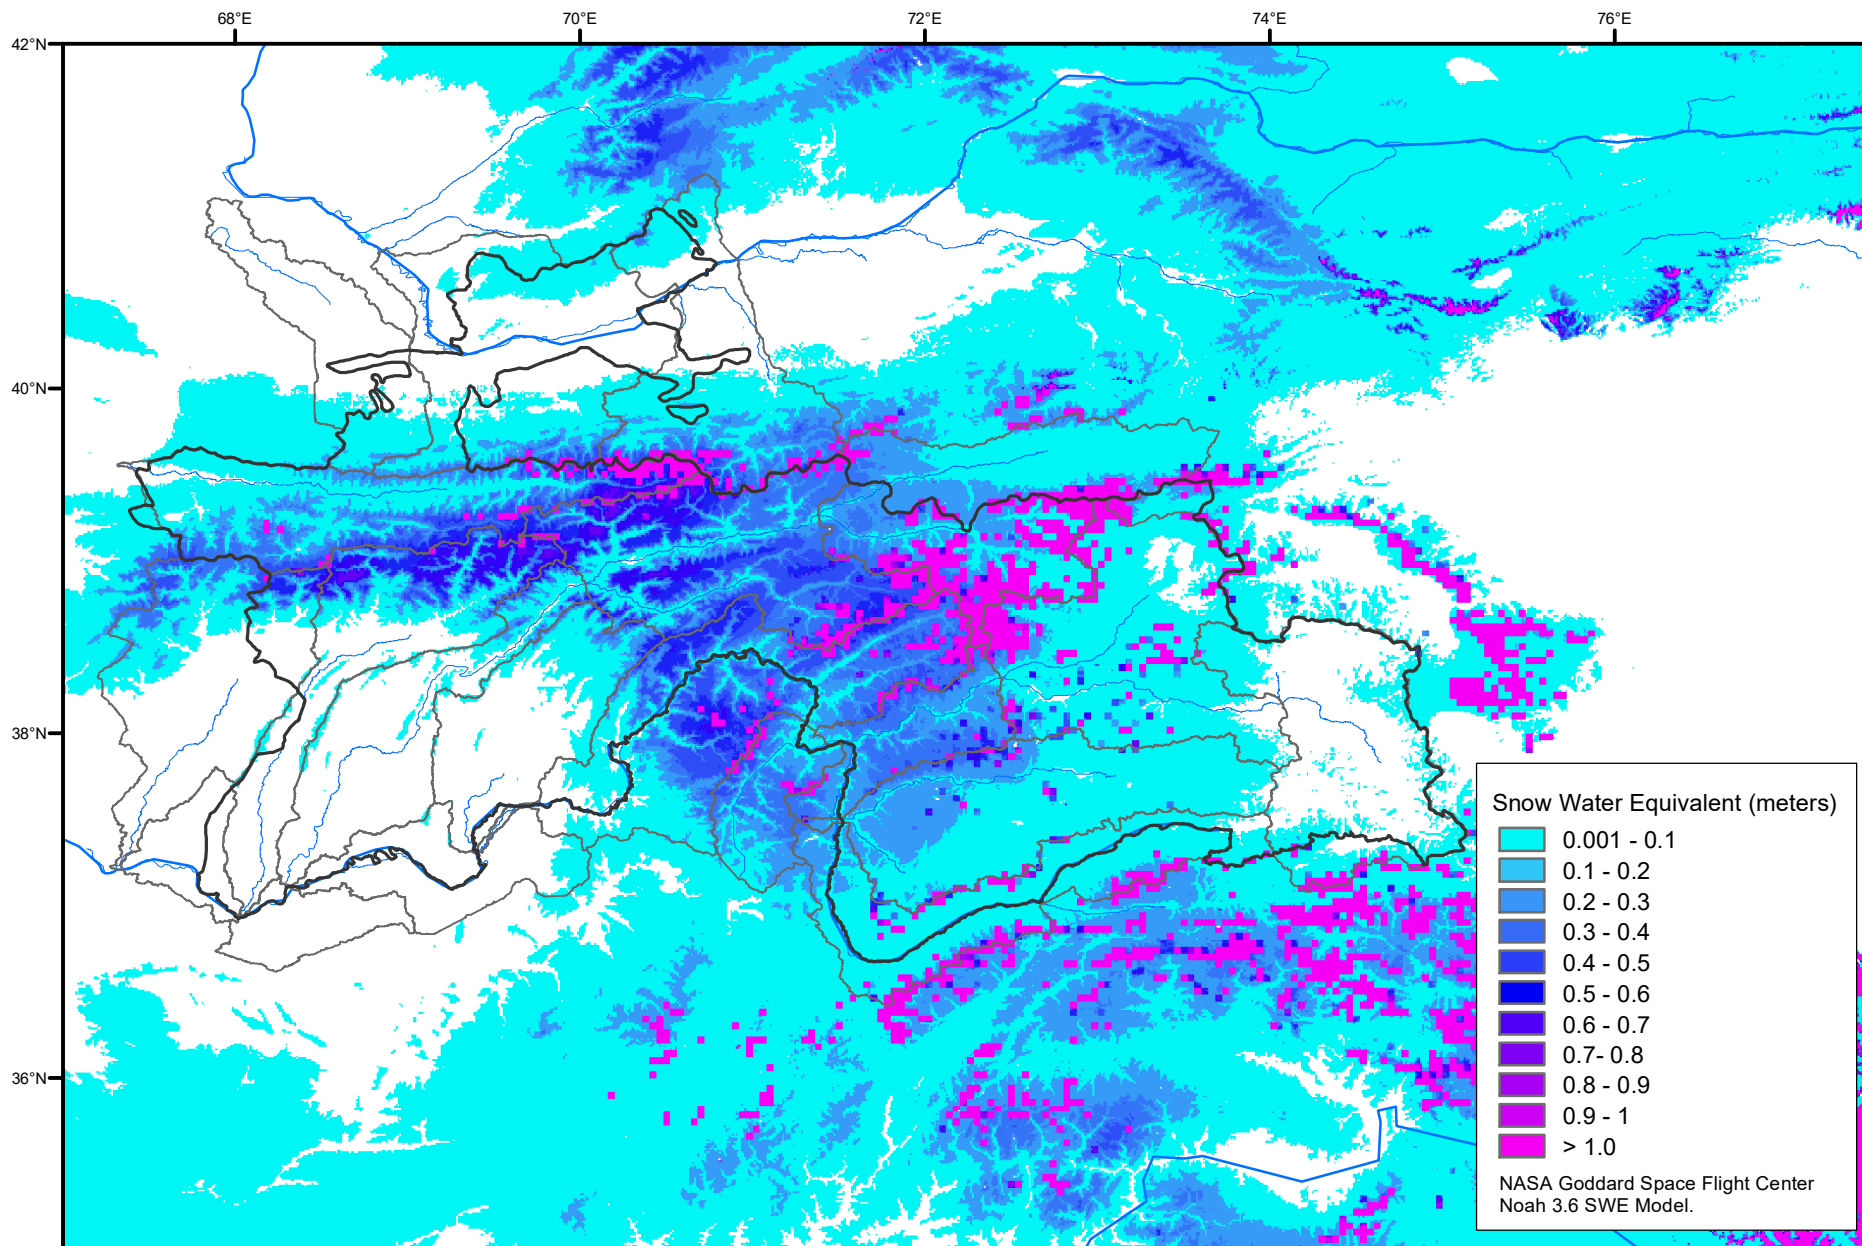 68°E 70°E 72°E 74°E 76°E
42°N
40°N
38°N
36°N
Snow Water Equivalent (meters)
0.001 - 0.1
0.1 - 0.2
0.2 - 0.3
0.3 - 0.4
0.4 - 0.5
0.5 - 0.6
0.6 - 0.7
0.7- 0.8
0.8 - 0.9
0.9 - 1
> 1.0
NASA Goddard Space Flight Center
Noah 3.6 SWE Model.